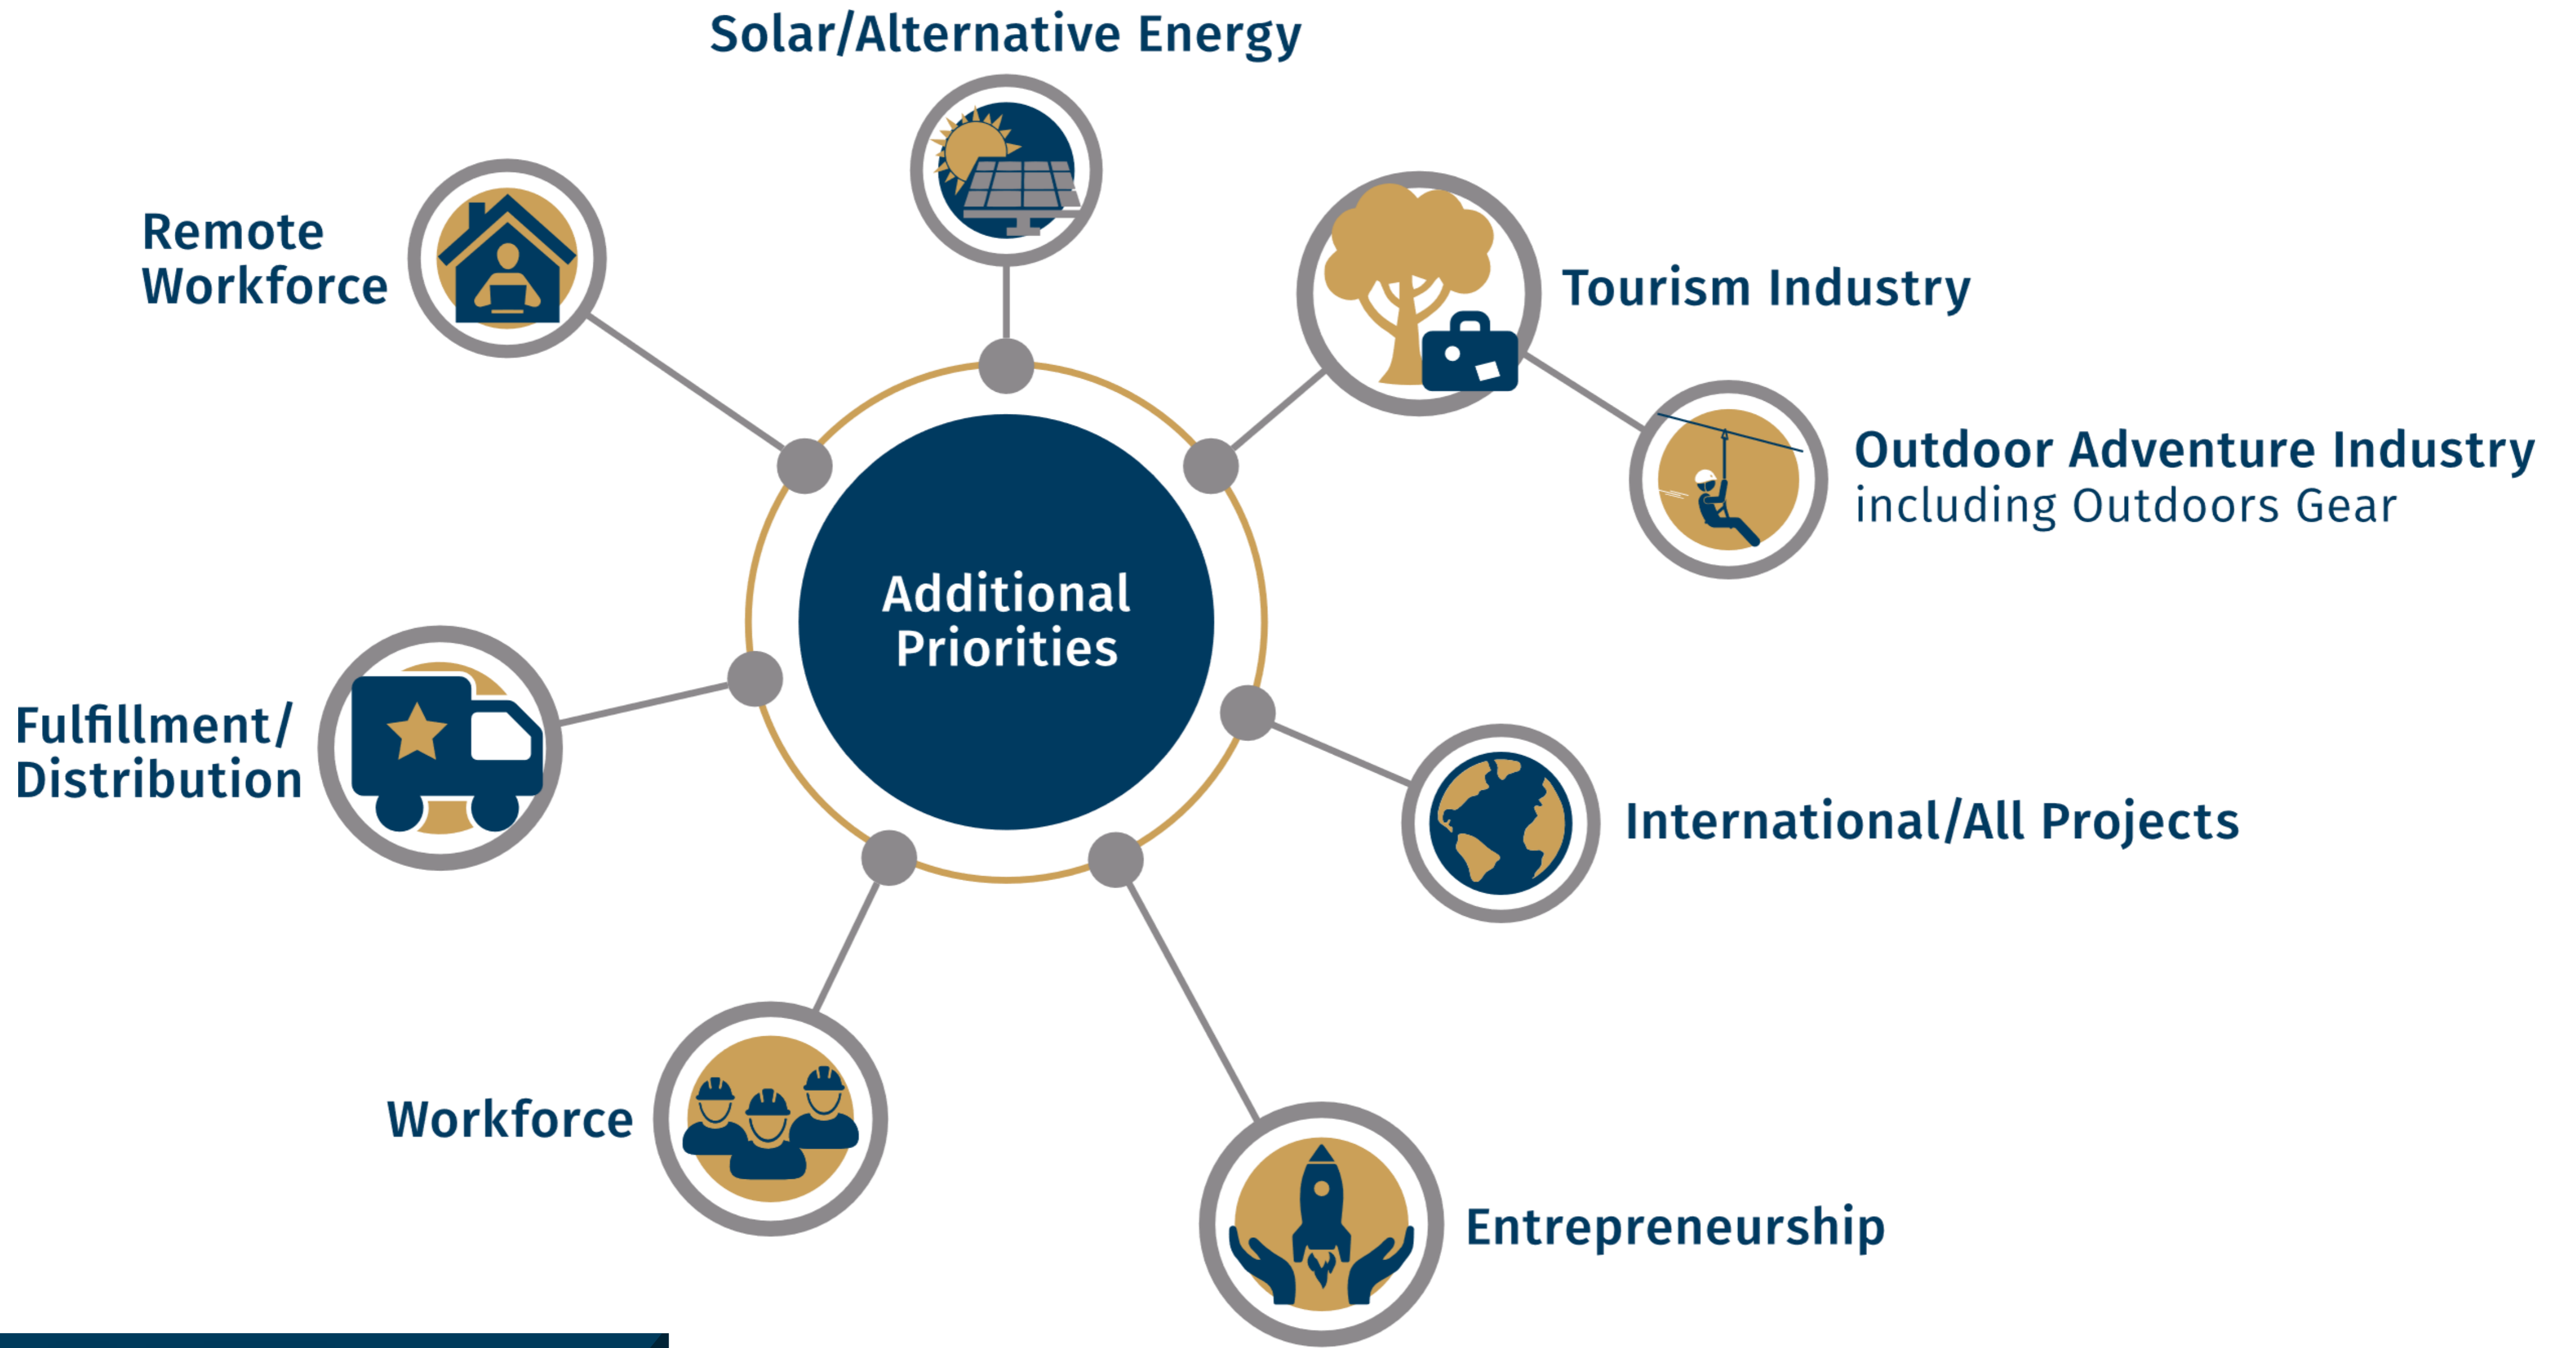 Solar/Alternative Energy
Remote
Workforce
Tourism Industry
Outdoor Adventure Industry
including Outdoors Gear
Additional
Priorities
Fulfillment/
Distribution
International/All Projects
Workforce
Entrepreneurship